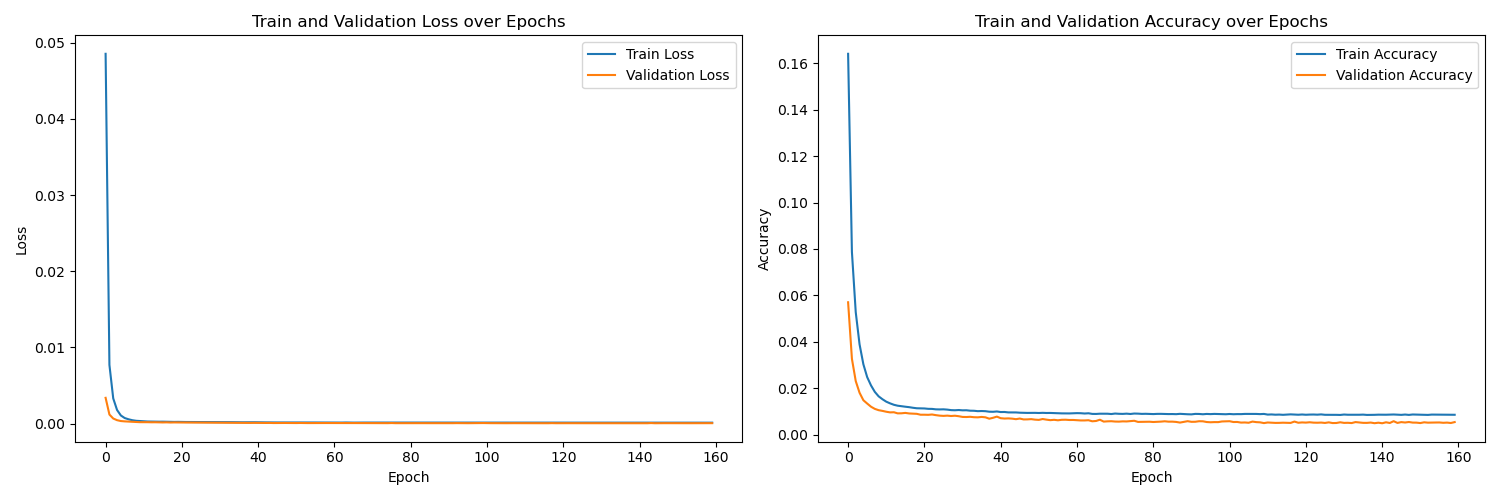 Train and Validation Loss over Epochs
Train Loss
Validation Loss
0.05
0.04
0.03
0.02
0.01
0.00
Loss
0 20 40 60 80 100 120 140 160
Epoch
Train and Validation Accuracy over Epochs
Train Accuracy
Validation Accuracy
0.16
0.14
0.12
0.10
0.08
0.06
0.04
0.02
0.00
Accuracy
0 20 40 60 80 100 120 140 160
Epoch